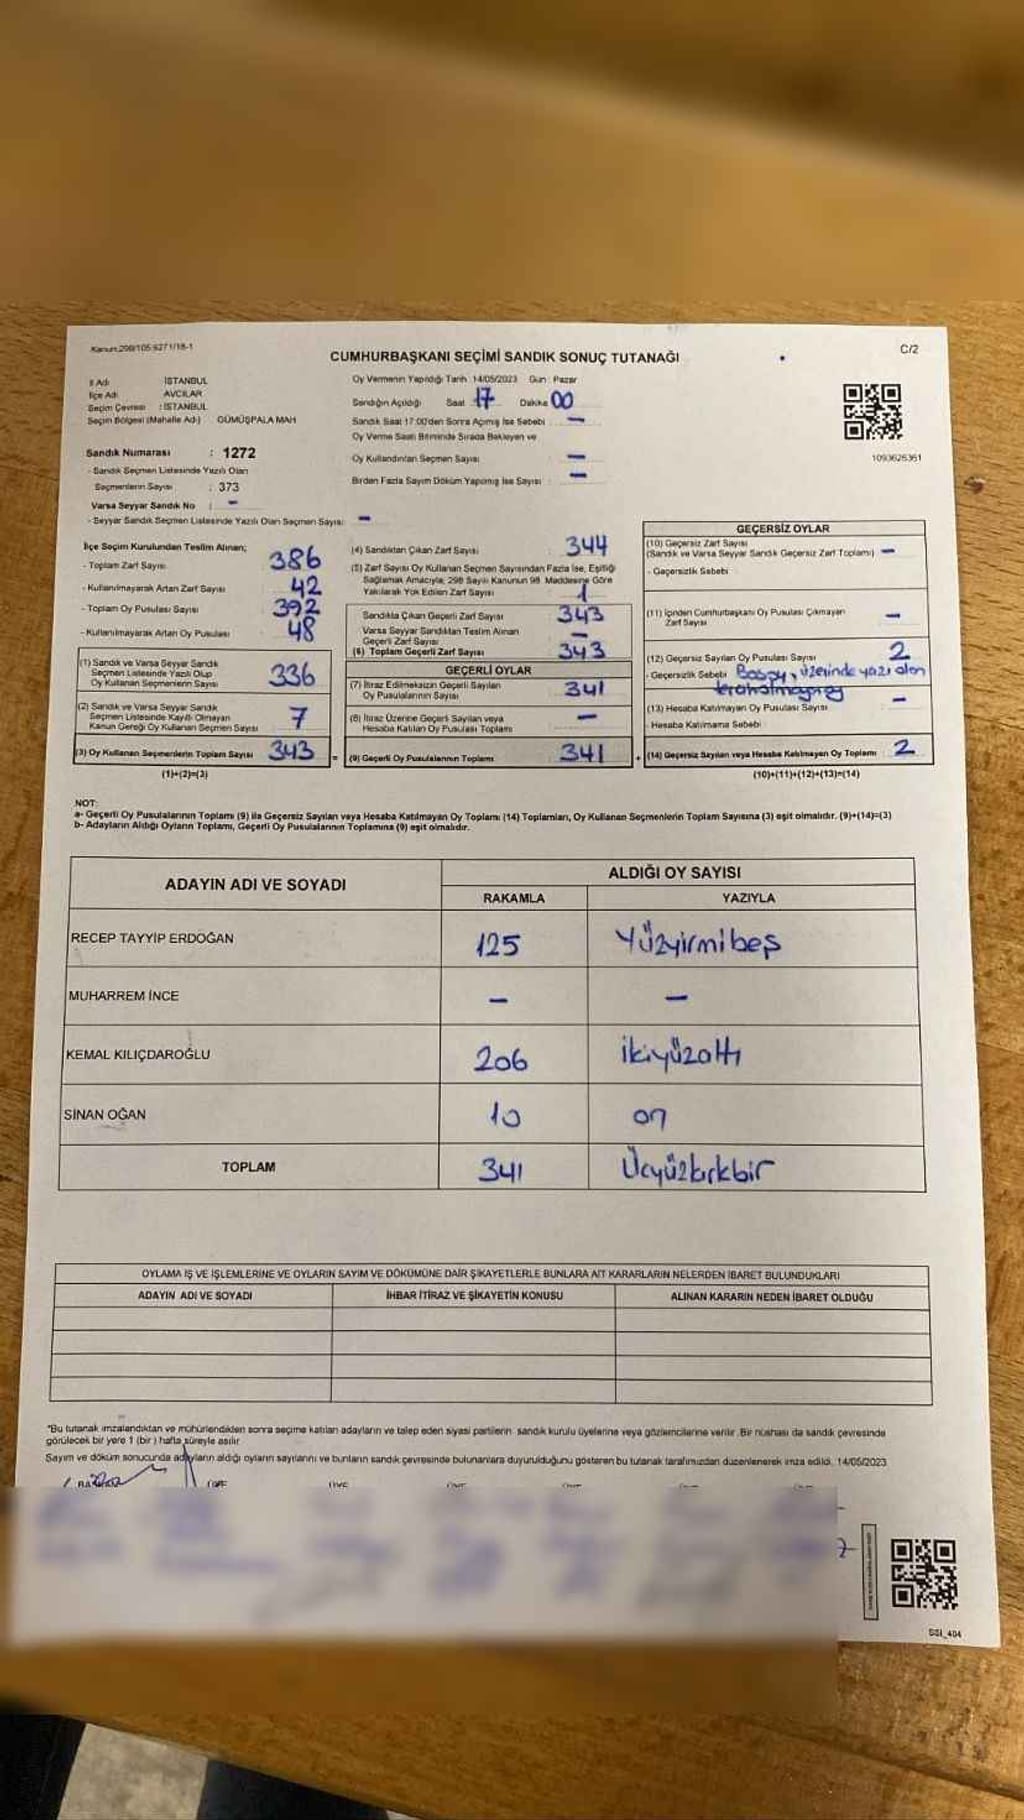 Kanun:298/105:6271/18-1
C/2
CUMHURBAŞKANI SEÇİMİ SANDIK SONUÇ TUTANAĞI
İl Adı : İSTANBUL
İlçe Adı : AVCILAR
Seçim Çevresi : İSTANBUL
Seçim Bölgesi (Mahalle Adı) GÜMÜŞPALA MAH
Sandık Numarası : 1272
- Sandık Seçmen Listesinde Yazılı Olan
Seçmenlerin Sayısı : 373
Varsa Seyyar Sandık No : -
- Seyyar Sandık Seçmen Listesinde Yazılı Olan Seçmen Sayısı: -
Oy Vermenin Yapıldığı Tarih 14/05/2023 Gün : Pazar
Sandığın Açıldığı Saat 17 Dakika 00
Sandık Saat 17:00'den Sonra Açılmış İse Sebebi : -
Oy Verme Saati Bitiminde Sırada Bekleyen ve
Oy Kullandırılan Seçmen Sayısı -
Birden Fazla Sayım Döküm Yapılmış İse Sayısı : -
1093626361
İlçe Seçim Kurulundan Teslim Alınan;
- Toplam Zarf Sayısı 386
- Kullanılmayarak Artan Zarf Sayısı 42
- Toplam Oy Pusulası Sayısı 392
- Kullanılmayarak Artan Oy Pusulası 48
(1) Sandık ve Varsa Seyyar Sandık
Seçmen Listesinde Yazılı Olup
Oy Kullanan Seçmenlerin Sayısı 336
(2) Sandık ve Varsa Seyyar Sandık
Seçmen Listesinde Kayıtlı Olmayan
Kanun Gereği Oy Kullanan Seçmen Sayısı 7
(3) Oy Kullanan Seçmenlerin Toplam Sayısı 343
(1)+(2)=(3)
(4) Sandıktan Çıkan Zarf Sayısı 344
(5) Zarf Sayısı Oy Kullanan Seçmen Sayısından Fazla İse, Eşitliği
Sağlamak Amacıyla, 298 Sayılı Kanunun 98. Maddesine Göre
Yakılarak Yok Edilen Zarf Sayısı 1
Sandıkta Çıkan Geçerli Zarf Sayısı 343
Varsa Seyyar Sandıktan Teslim Alınan
Geçerli Zarf Sayısı -
(6) Toplam Geçerli Zarf Sayısı 343
GEÇERLİ OYLAR
(7) İtiraz Edilmeksizin Geçerli Sayılan
Oy Pusulalarının Sayısı 341
(8) İtiraz Üzerine Geçerli Sayılan veya
Hesaba Katılan Oy Pusulası Toplamı -
= (9) Geçerli Oy Pusulalarının Toplamı 341
GEÇERSİZ OYLAR
(10) Geçersiz Zarf Sayısı
(Sandık ve Varsa Seyyar Sandık Geçersiz Zarf Toplamı) -
- Geçersizlik Sebebi
(11) İçinden Cumhurbaşkanı Oy Pusulası Çıkmayan
Zarf Sayısı -
(12) Geçersiz Sayılan Oy Pusulası Sayısı 2
- Geçersizlik Sebebi üzerinde yazı olan
(13) Hesaba Katılmayan Oy Pusulası Sayısı -
- Hesaba Katılmama Sebebi
+ (14) Geçersiz Sayılan veya Hesaba Katılmayan Oy Toplamı 2
(10)+(11)+(12)+(13)=(14)
NOT:
a- Geçerli Oy Pusulalarının Toplamı (9) ile Geçersiz Sayılan veya Hesaba Katılmayan Oy Toplamı (14) Toplamları, Oy Kullanan Seçmenlerin Toplam Sayısına (3) eşit olmalıdır. (9)+(14)=(3)
b- Adayların Aldığı Oyların Toplamı, Geçerli Oy Pusulalarının Toplamına (9) eşit olmalıdır.
ADAYIN ADI VE SOYADI
ALDIĞI OY SAYISI
RAKAMLA YAZIYLA
RECEP TAYYİP ERDOĞAN 125 Yüzyirmibeş
MUHARREM İNCE - -
KEMAL KILIÇDAROĞLU 206 ikiyüzaltı
SİNAN OĞAN 10 on
TOPLAM 341 Üçyüzkırkbir
OYLAMA İŞ VE İŞLEMLERİNE VE OYLARIN SAYIM VE DÖKÜMÜNE DAİR ŞİKAYETLERLE BUNLARA AİT KARARLARIN NELERDEN İBARET BULUNDUKLARI
ADAYIN ADI VE SOYADI İHBAR İTİRAZ VE ŞİKAYETİN KONUSU ALINAN KARARIN NEDEN İBARET OLDUĞU
*Bu tutanak imzalandıktan ve mühürlendikten sonra seçime katılan adayların ve talep eden siyasi partilerin sandık kurulu üyelerine veya gözlemcilerine verilir. Bir nüshası da sandık çevresinde
görülecek bir yere 1 (bir) hafta süreyle asılır
Sayım ve döküm sonucunda adayların aldığı oyların sayılarını ve bunların sandık çevresinde bulunanlara duyurulduğunu gösteren bu tutanak tarafımızdan düzenlenerek imza edildi. 14/05/2023
SSI_404